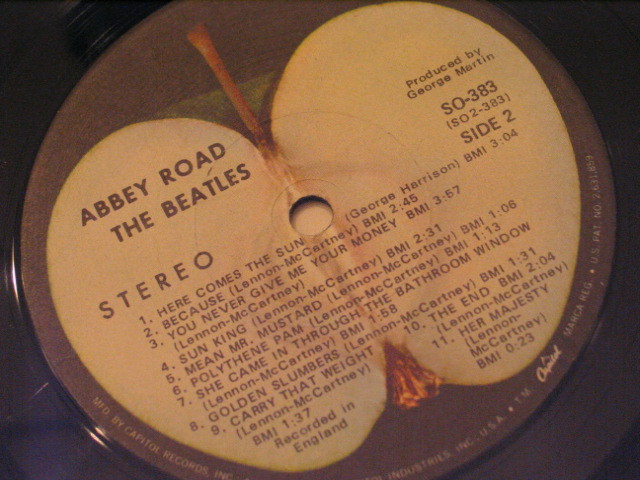 ABBEY ROAD
THE BEATLES
STEREO
Produced by
George Martin
SO-383
(SO2-383)
SIDE 2
1. HERE COMES THE SUN (George Harrison) BMI 3:04
2. BECAUSE (Lennon-McCartney) BMI 2:45
3. YOU NEVER GIVE ME YOUR MONEY BMI 3:57
(Lennon-McCartney)
4. SUN KING (Lennon-McCartney) BMI 2:31
5. MEAN MR. MUSTARD (Lennon-McCartney) BMI 1:06
6. POLYTHENE PAM (Lennon-McCartney) BMI 1:13
7. SHE CAME IN THROUGH THE BATHROOM WINDOW
(Lennon-McCartney) BMI 1:58
8. GOLDEN SLUMBERS (Lennon-McCartney) BMI 1:31
9. CARRY THAT WEIGHT
(Lennon-McCartney)
BMI 1:37
10. THE END BMI 2:04
(Lennon-McCartney)
11. HER MAJESTY
(Lennon-
McCartney)
BMI 0:23
Recorded in
England
MFD. BY CAPITOL RECORDS, INC. INDUSTRIES, INC., U.S.A. • T.M. Capitol MARCA REG. • U.S. PAT. NO. 2,631,859